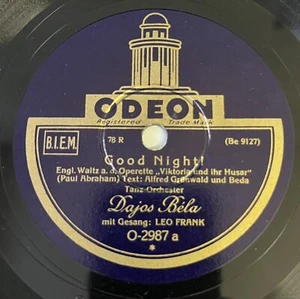 ODEON
Registered Trade-Mark
B.I.E.M.
78 R
(Be 9127)
Good Night!
Engl. Waltz a. d. Operette „Viktoria und ihr Husar"
(Paul Abraham) Text: Alfred Grünwald und Beda
Tanz-Orchester
Dajos Béla
mit Gesang: LEO FRANK
O-2987 a
*